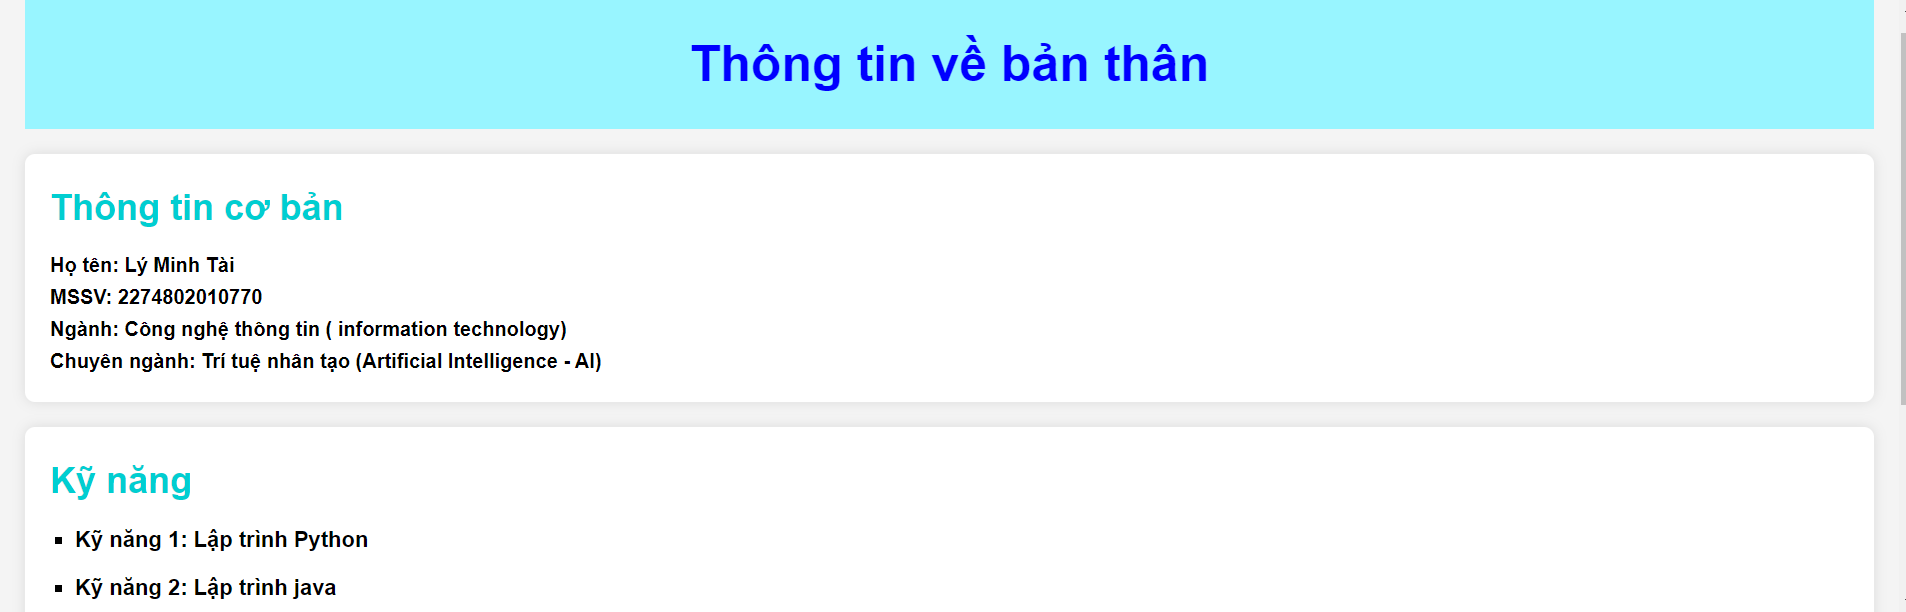 Thông tin về bản thân
Thông tin cơ bản
Họ tên: Lý Minh Tài
MSSV: 2274802010770
Ngành: Công nghệ thông tin ( information technology)
Chuyên ngành: Trí tuệ nhân tạo (Artificial Intelligence - AI)
Kỹ năng
Kỹ năng 1: Lập trình Python
Kỹ năng 2: Lập trình java